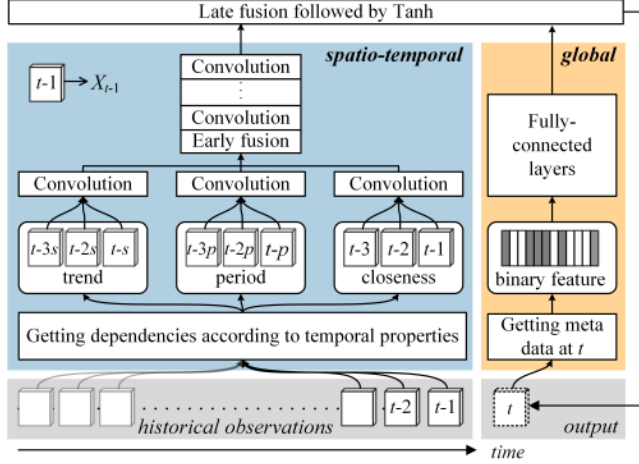 Late fusion followed by Tanh
spatio-temporal
global
t-1
X_{t-1}
Convolution
⋮
Convolution
Early fusion
Fully-
connected
layers
Convolution
Convolution
Convolution
t-3s t-2s t-s
trend
t-3p t-2p t-p
period
t-3 t-2 t-1
closeness
binary feature
Getting dependencies according to temporal properties
Getting meta
data at t
t-2 t-1
historical observations
t
output
time